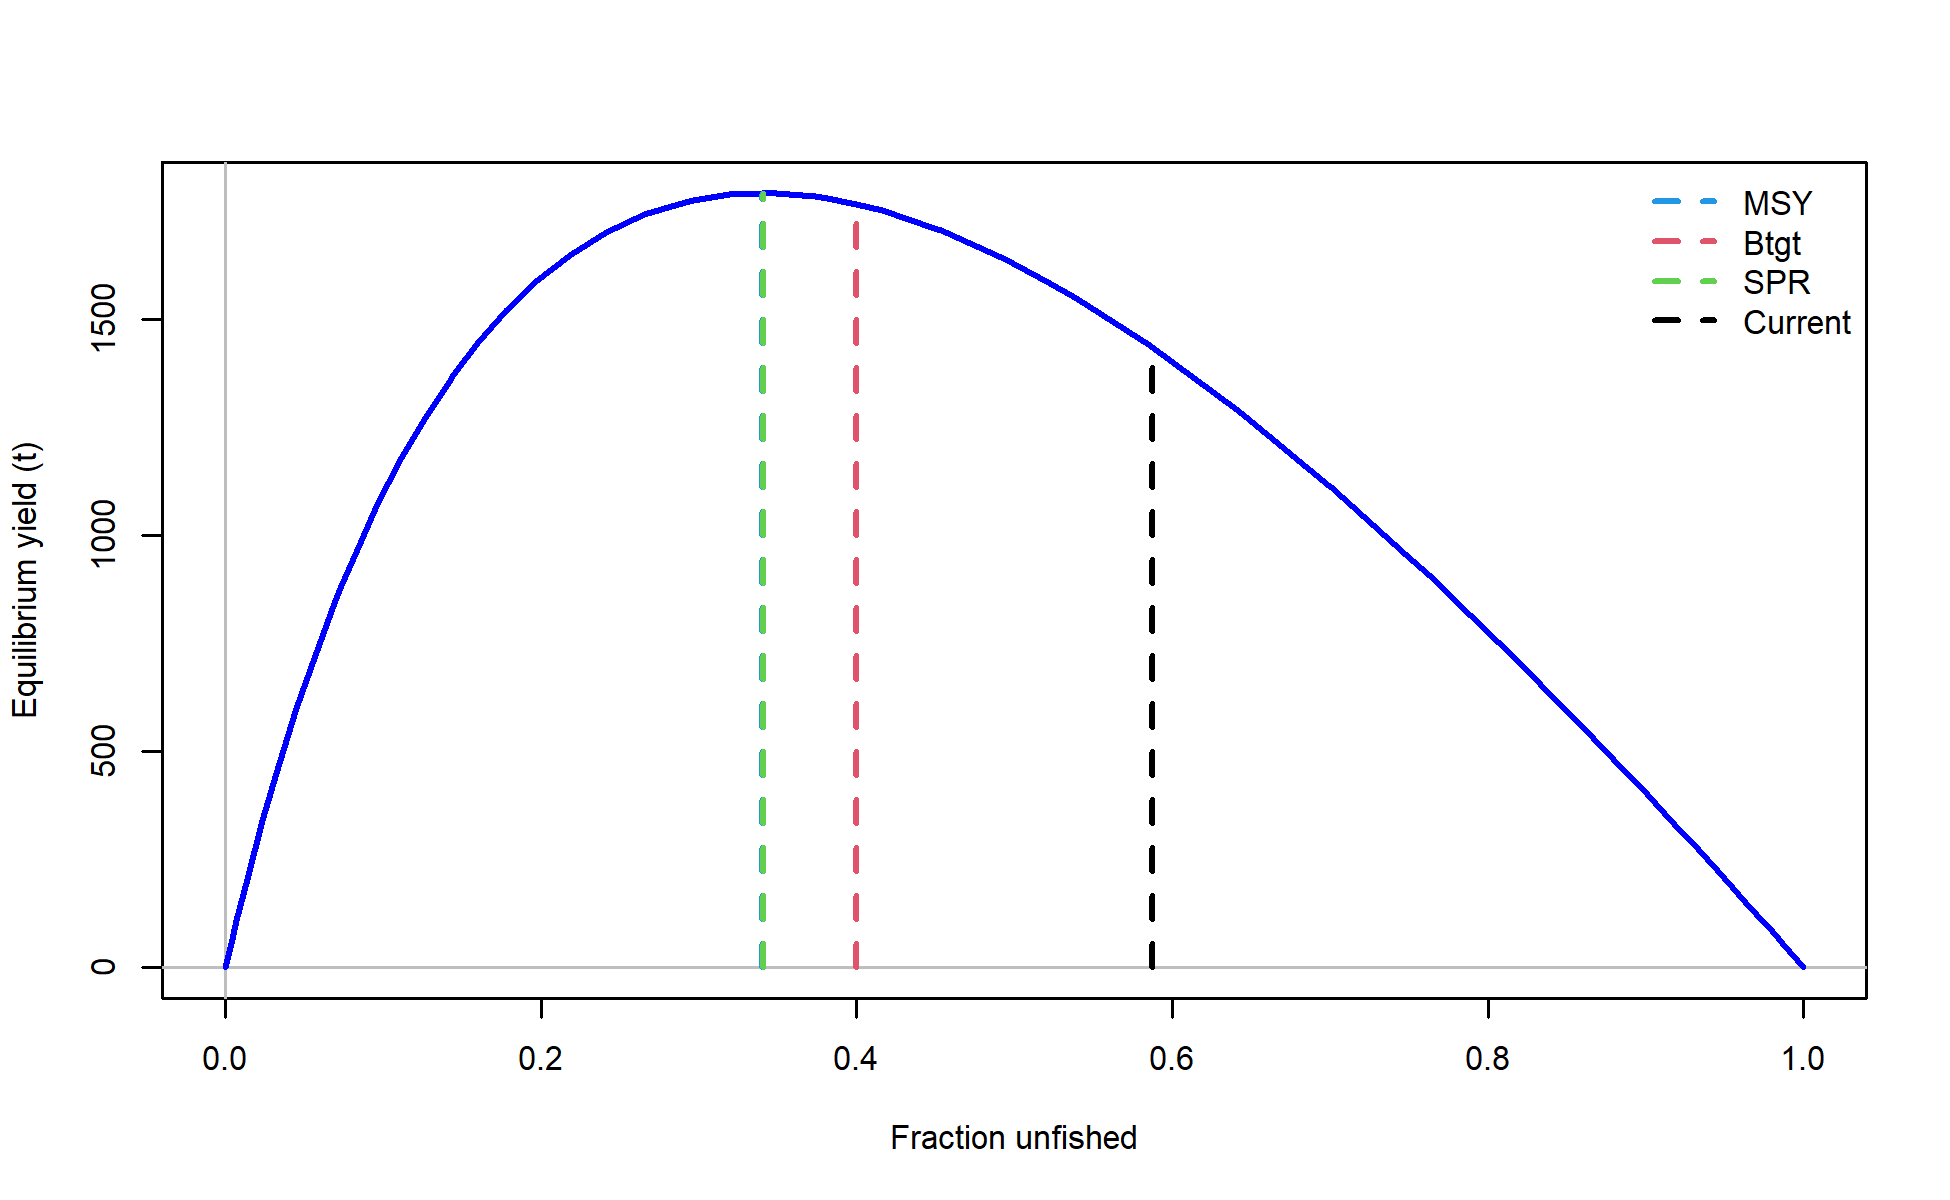 MSY
Btgt
SPR
Current
Equilibrium yield (t)
1500
1000
500
0
0.0 0.2 0.4 0.6 0.8 1.0
Fraction unfished